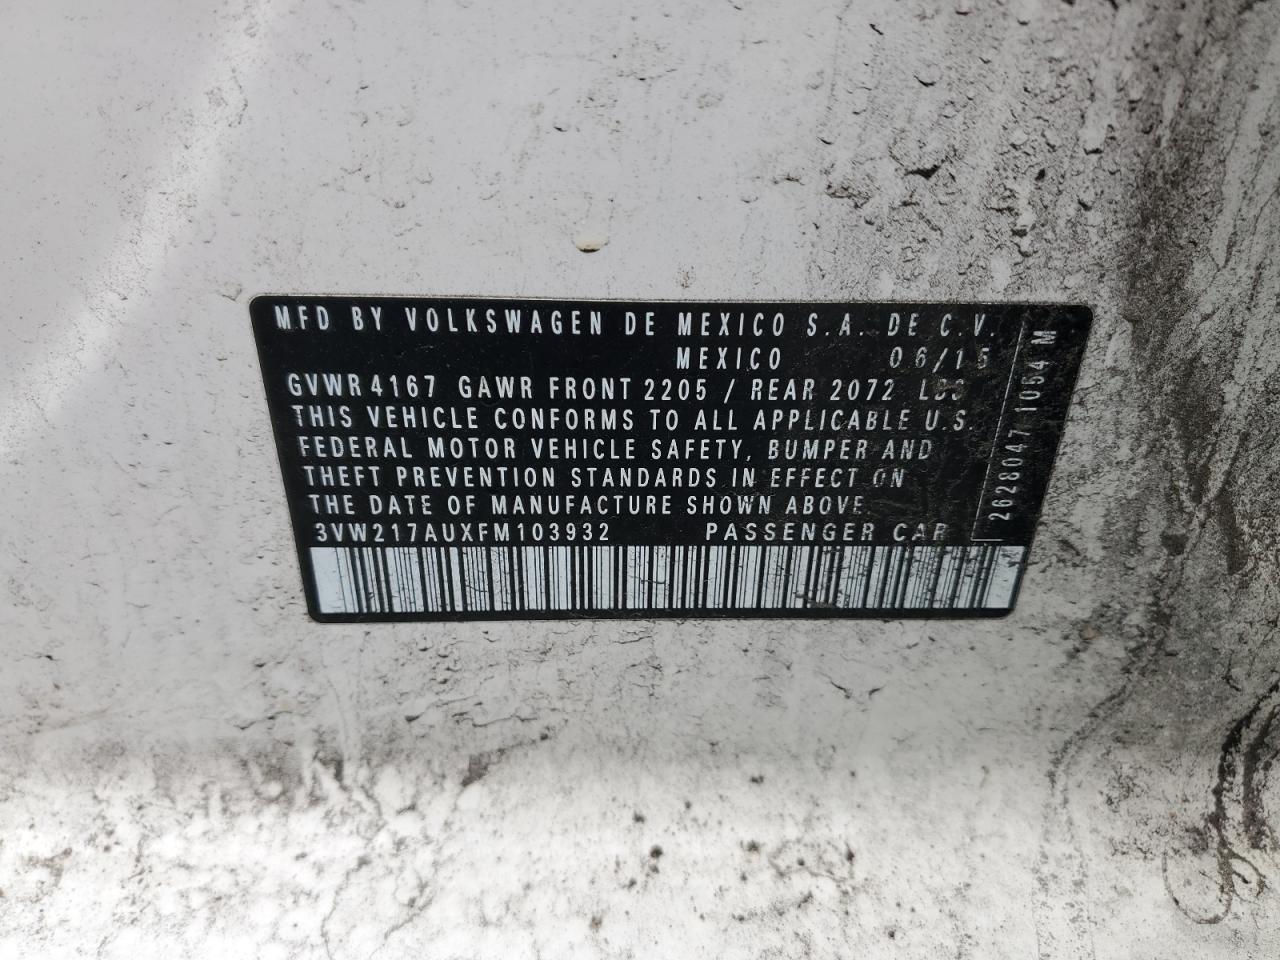 MFD BY VOLKSWAGEN DE MEXICO S.A. DE C.V.
MEXICO 06/15
GVWR 4167 GAWR FRONT 2205 / REAR 2072 LBS
THIS VEHICLE CONFORMS TO ALL APPLICABLE U.S.
FEDERAL MOTOR VEHICLE SAFETY, BUMPER AND
THEFT PREVENTION STANDARDS IN EFFECT ON
THE DATE OF MANUFACTURE SHOWN ABOVE.
3VW217AUXFM103932 PASSENGER CAR
2628047 1054 M